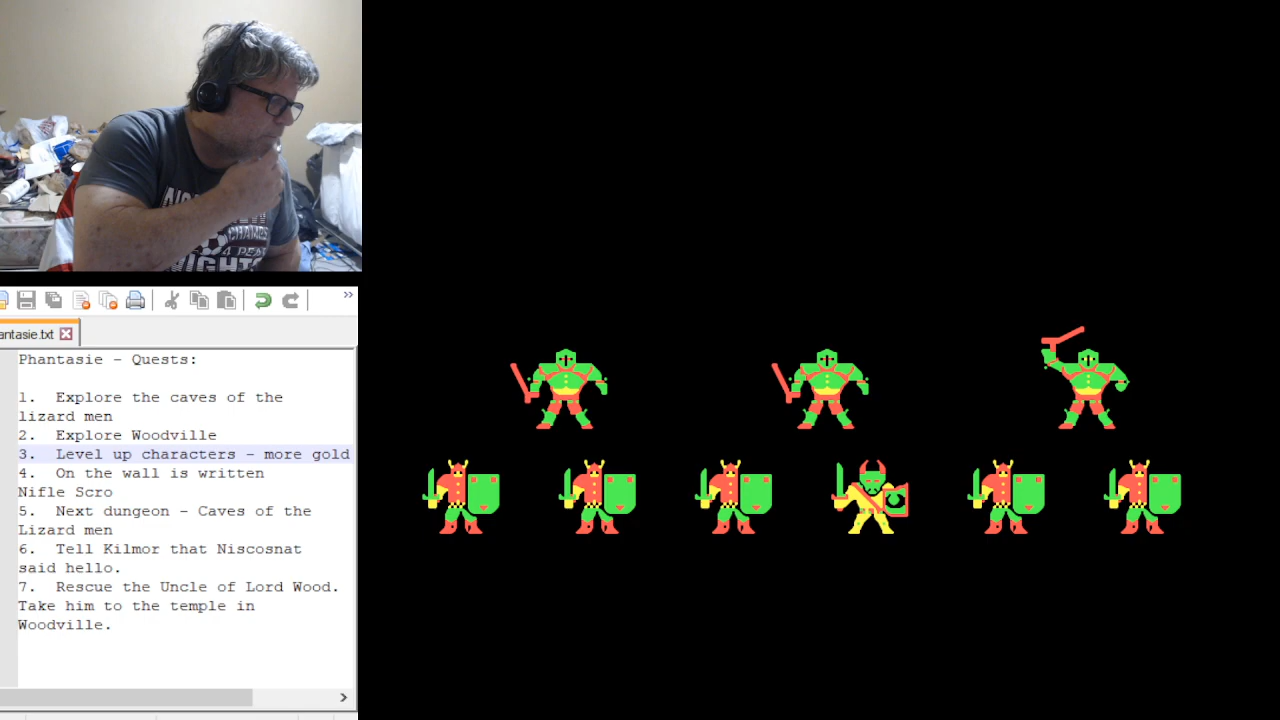 CHAMPS
4 PEAT
antasie.txt
Phantasie - Quests:
1. Explore the caves of the
lizard men
2. Explore Woodville
3. Level up characters - more gold
4. On the wall is written
Nifle Scro
5. Next dungeon - Caves of the
Lizard men
6. Tell Kilmor that Niscosnat
said hello.
7. Rescue the Uncle of Lord Wood.
Take him to the temple in
Woodville.